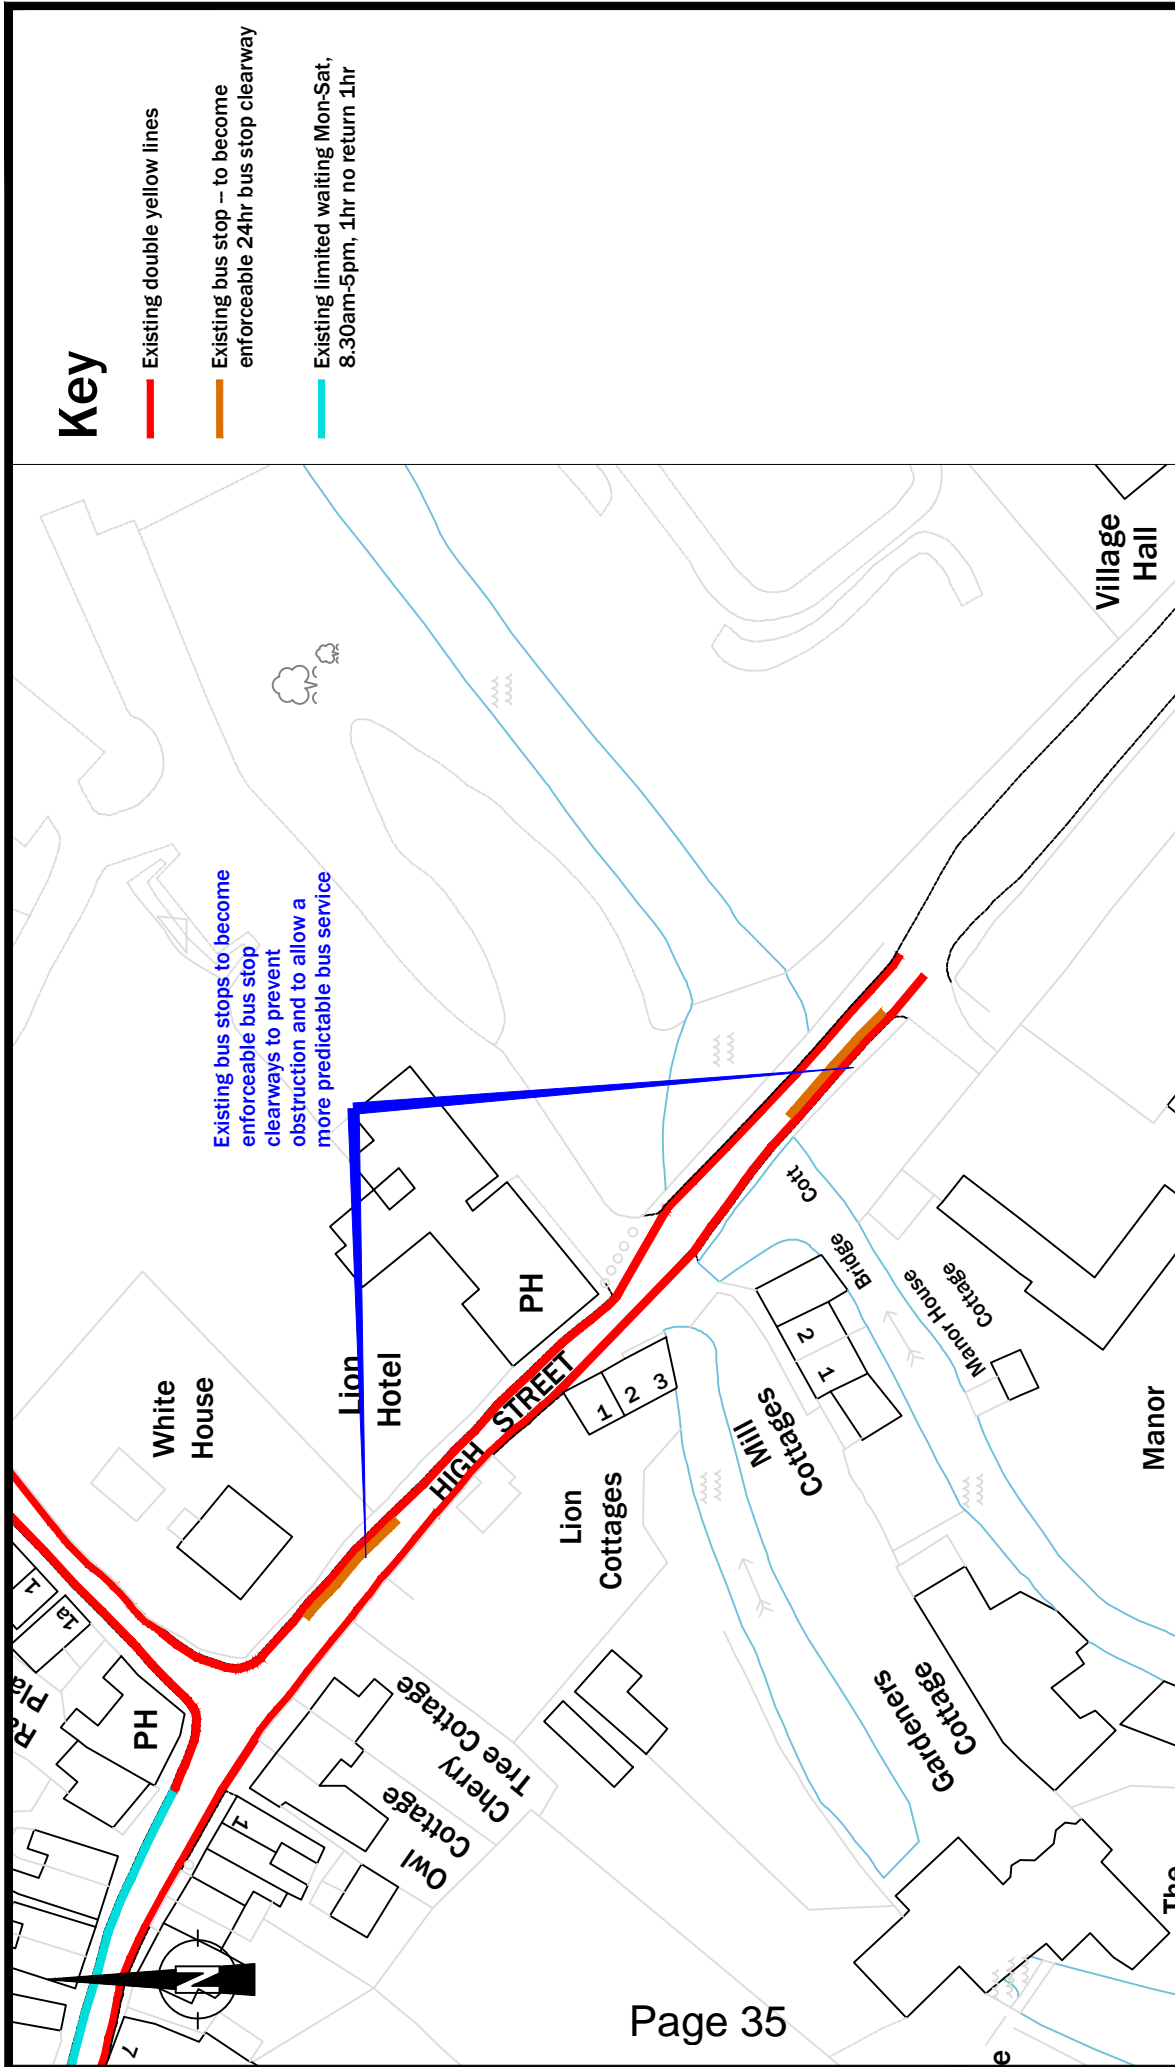 Key
Existing double yellow lines
Existing bus stop -- to become
enforceable 24hr bus stop clearway
Existing limited waiting Mon-Sat,
8.30am-5pm, 1hr no return 1hr
Existing bus stops to become
enforceable bus stop
clearways to prevent
obstruction and to allow a
more predictable bus service
White
House
Lion
Hotel
PH
HIGH STREET
1
1a
PH
1
7
N
Owl
Cottage
Cherry
Tree Cottage
Lion
Cottages
1
2
3
Mill
Cottages
1
2
Bridge
Cott
Manor House
Cottage
Gardeners
Cottage
Manor
Village
Hall
The
Page 35